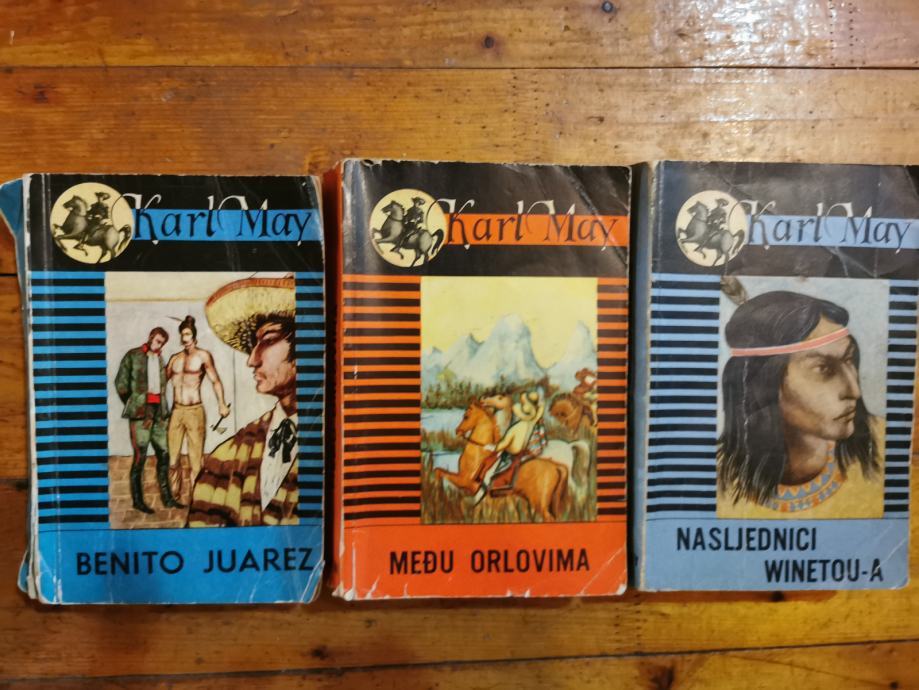 Karl May
BENITO JUAREZ
Karl May
MEĐU ORLOVIMA
Karl May
NASLJEDNICI
WINETOU-A